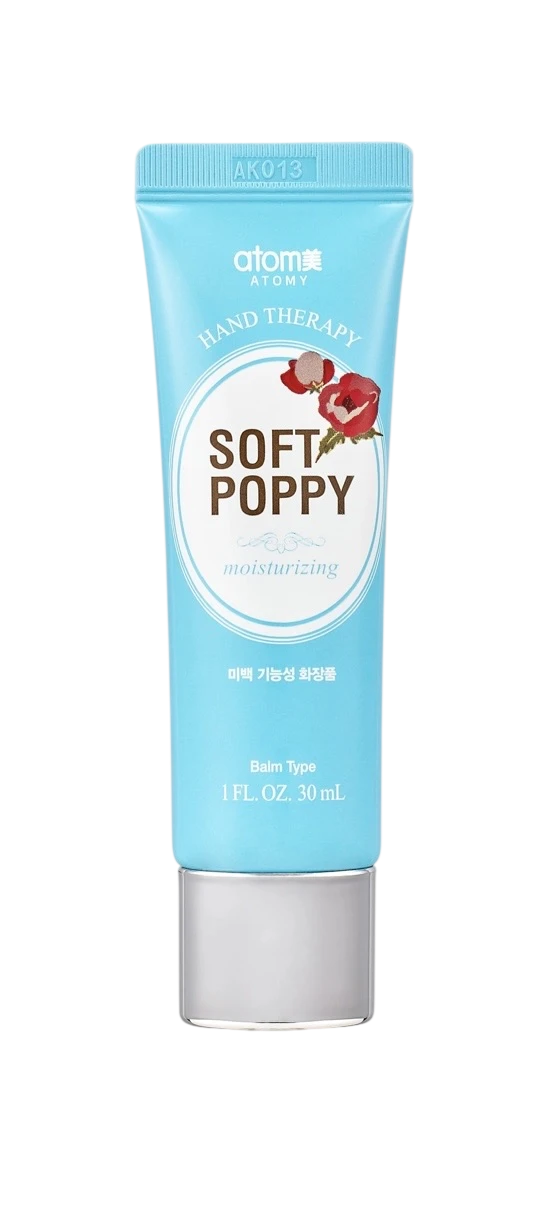 AK013
atom美
ATOMY
HAND THERAPY
SOFT
POPPY
moisturizing
미백 기능성 화장품
Balm Type
1 FL. OZ. 30 mL